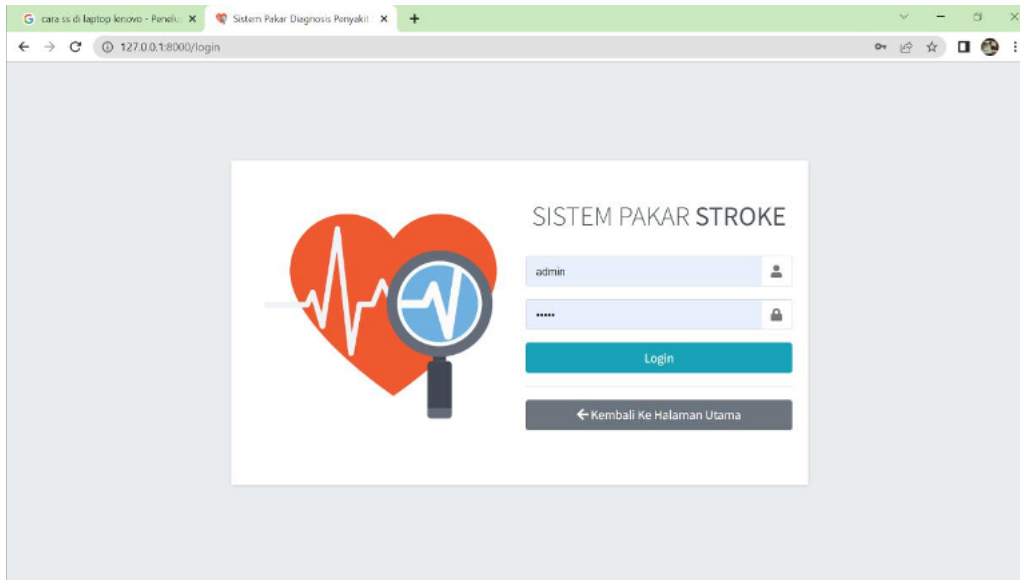 cara ss di laptop lenovo - Penelu
Sistem Pakar Diagnosis Penyakit
127.0.0.1:8000/login
SISTEM PAKAR STROKE
admin
•••••
Login
Kembali Ke Halaman Utama